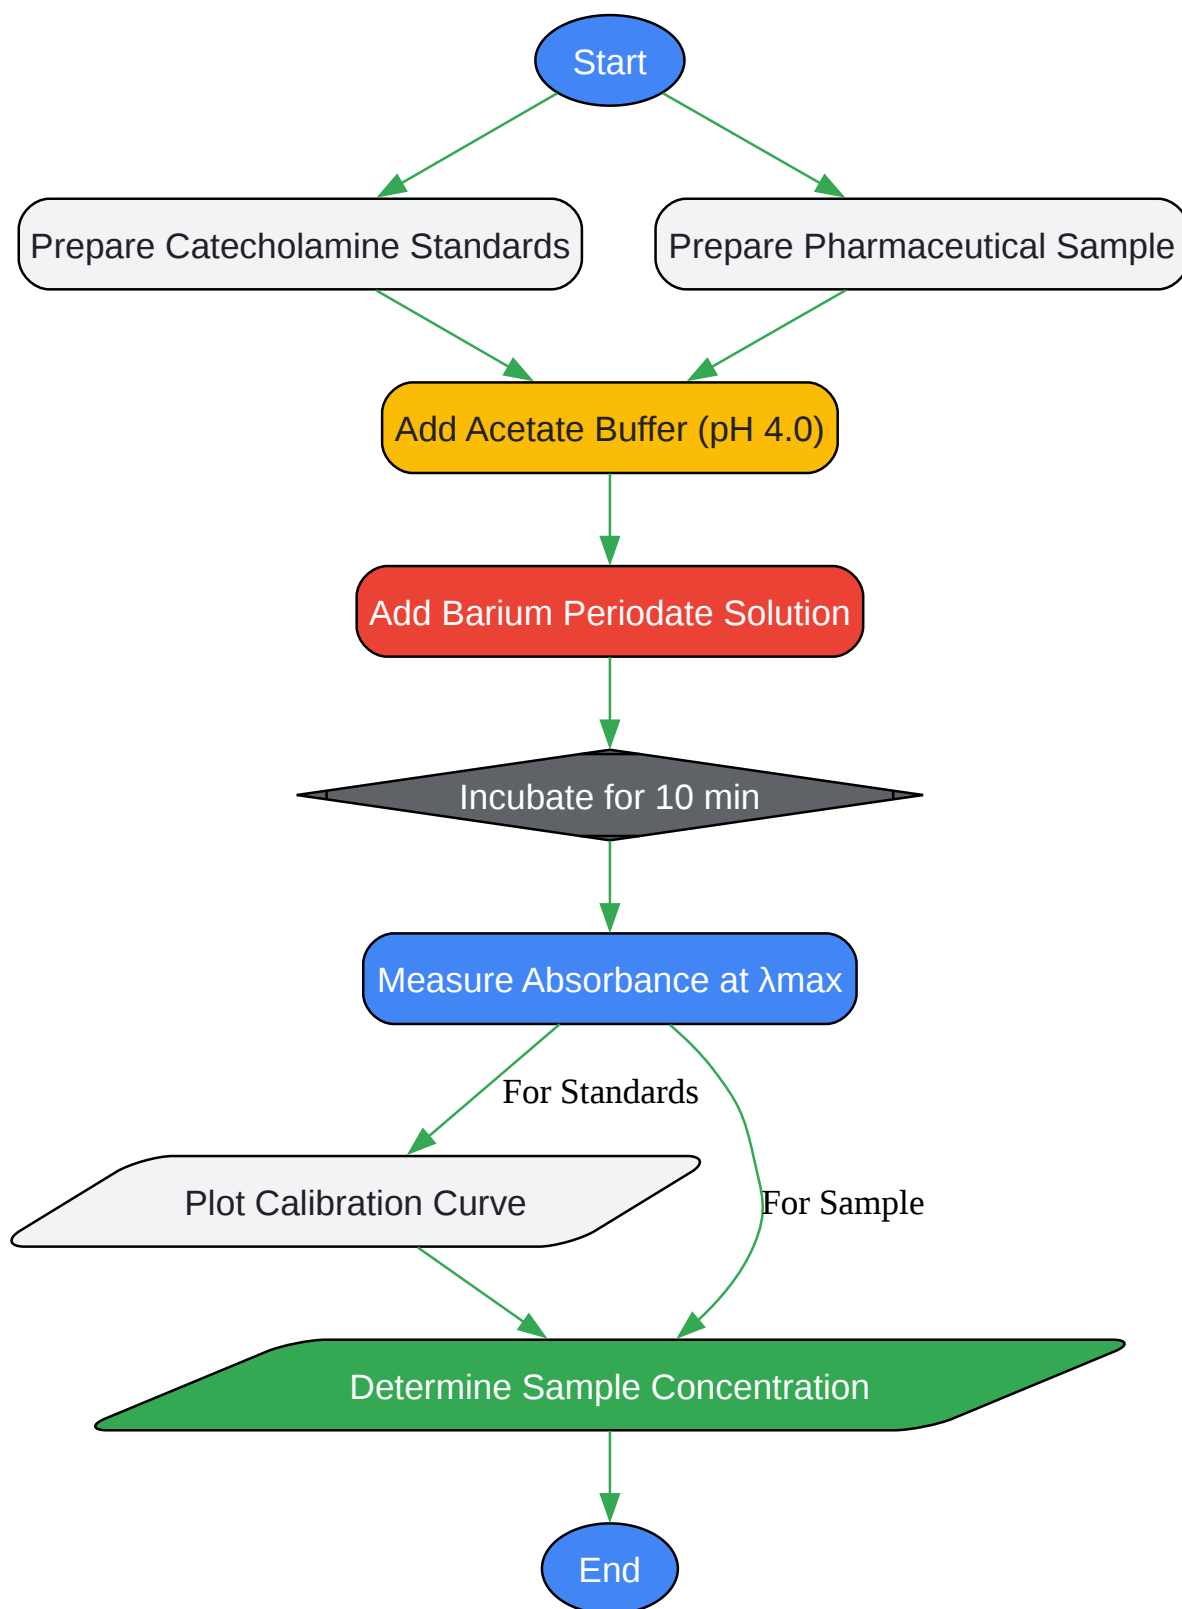 Start
Prepare Catecholamine Standards
Prepare Pharmaceutical Sample
Add Acetate Buffer (pH 4.0)
Add Barium Periodate Solution
Incubate for 10 min
Measure Absorbance at λmax
For Standards
Plot Calibration Curve
For Sample
Determine Sample Concentration
End